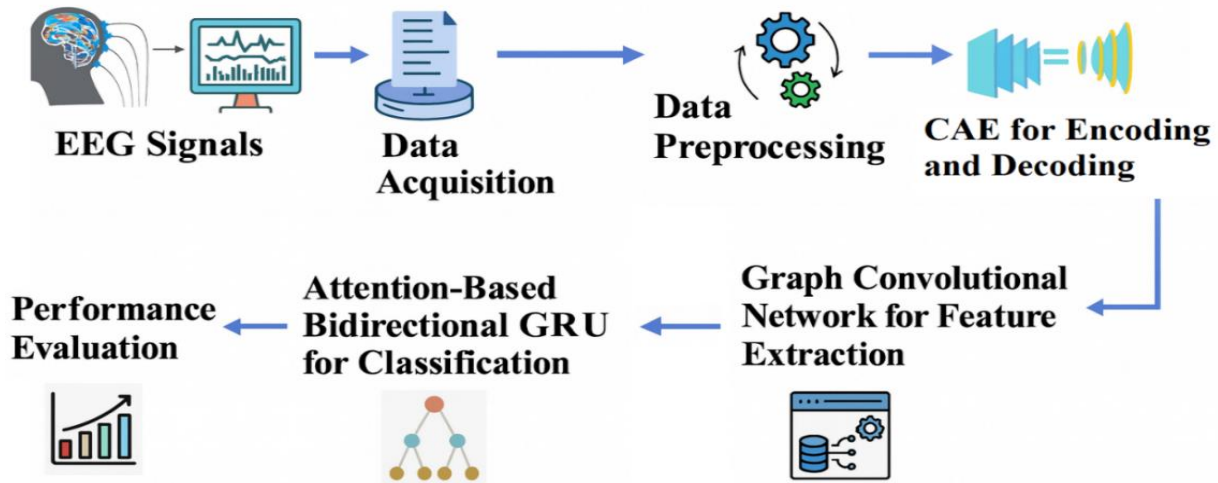 EEG Signals
Data
Acquisition
Data
Preprocessing
CAE for Encoding
and Decoding
Graph Convolutional
Network for Feature
Extraction
Attention-Based
Bidirectional GRU
for Classification
Performance
Evaluation